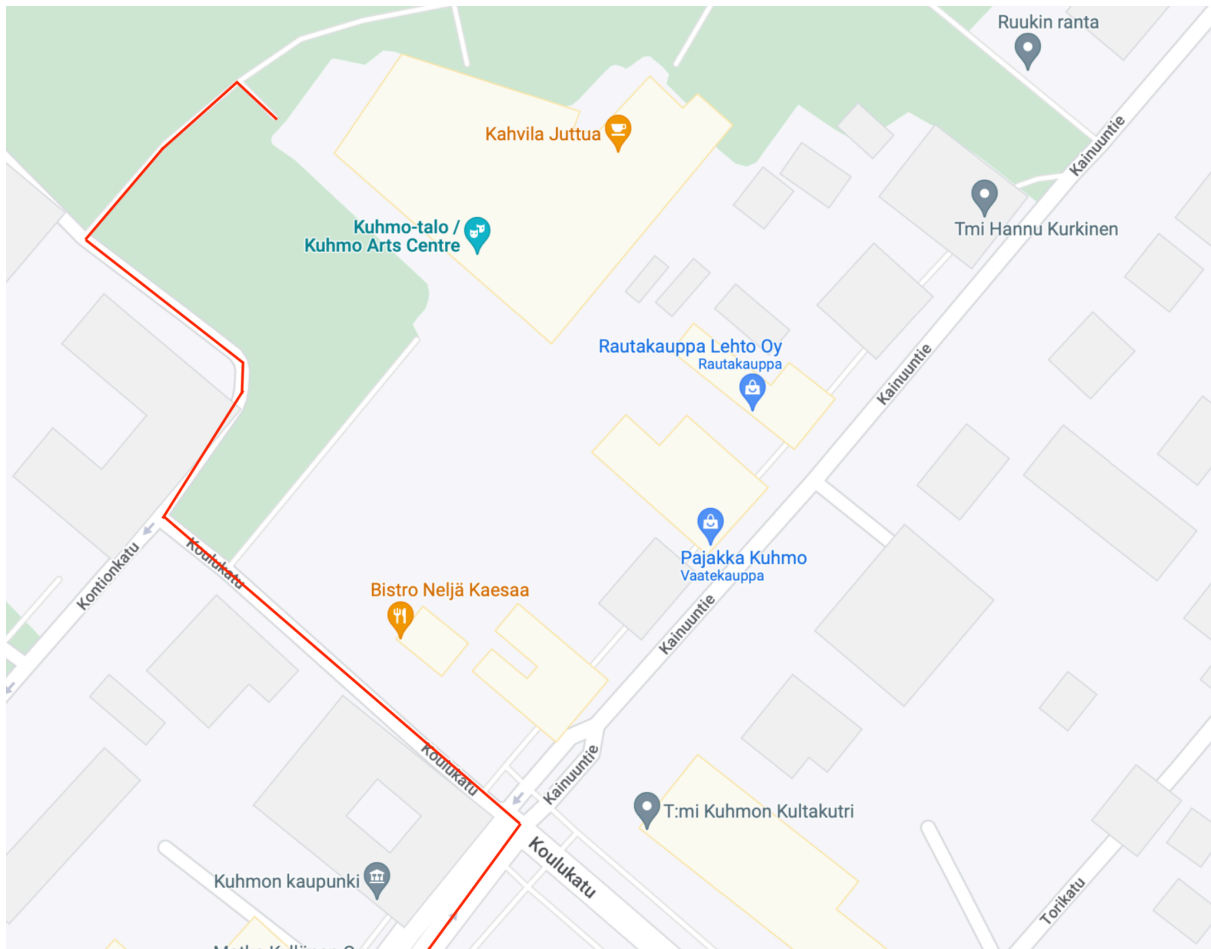 Ruukin ranta
Kahvila Juttua
Kainuuntie
Kuhmo-talo /
Kuhmo Arts Centre
Tmi Hannu Kurkinen
Rautakauppa Lehto Oy
Rautakauppa
Kainuuntie
Pajakka Kuhmo
Vaatekauppa
Koulukatu
Kontionkatu
Bistro Neljä Kaesaa
Kainuuntie
Koulukatu
Kainuuntie
T:mi Kuhmon Kultakutri
Koulukatu
Kuhmon kaupunki
Torikatu